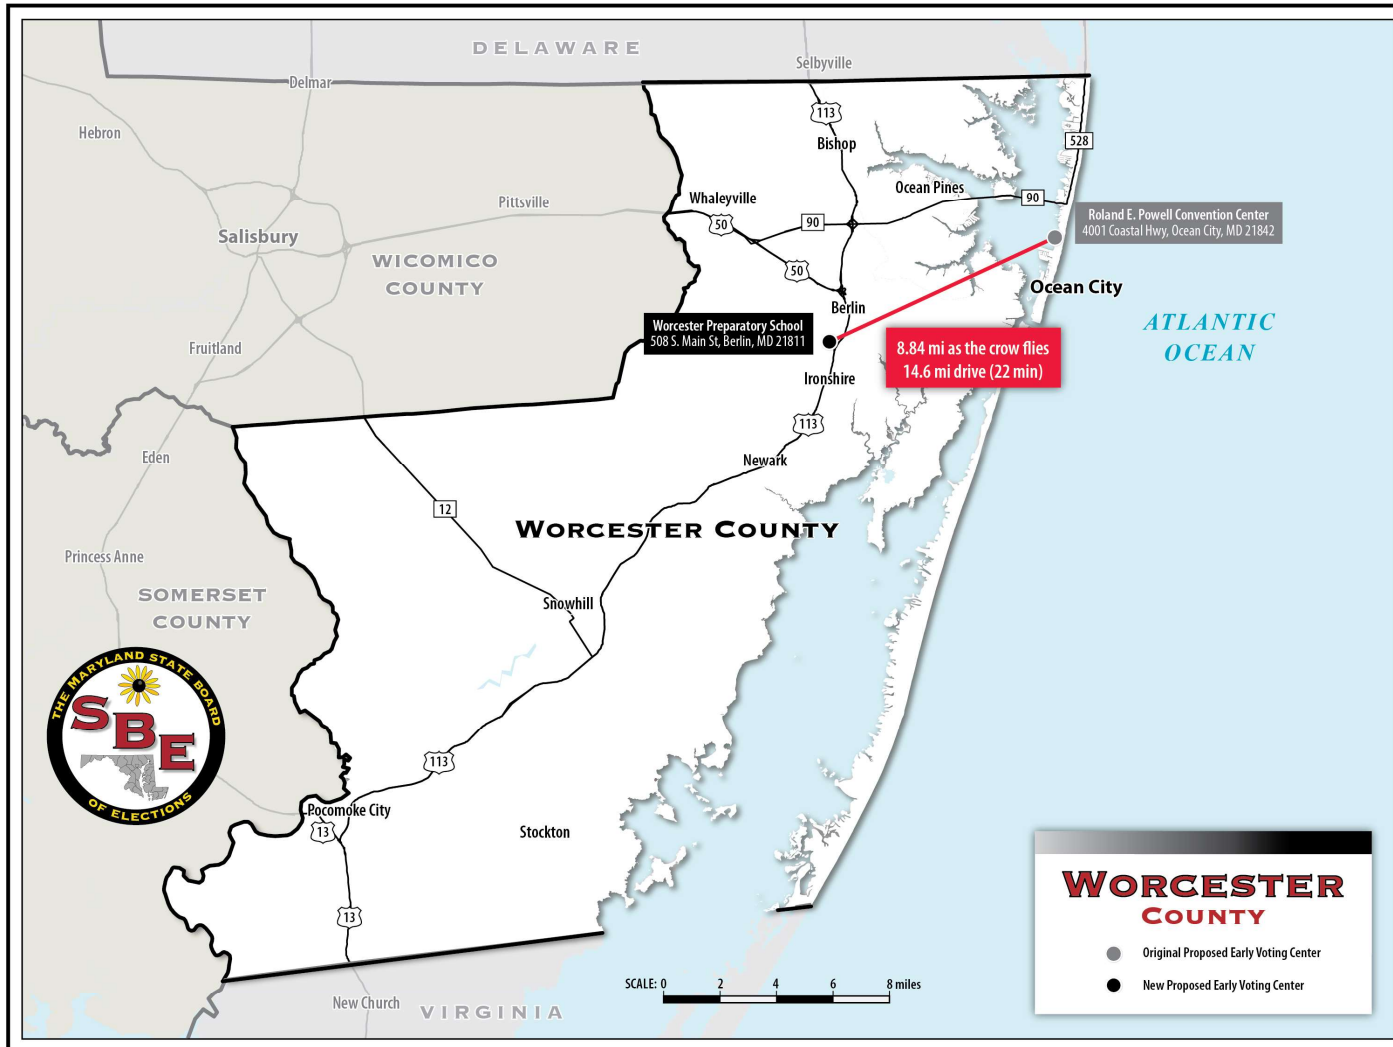 DELAWARE
Selbyville
Delmar
Hebron
113
Bishop
528
Ocean Pines
Whaleyville
90
Pittsville
50
90
Roland E. Powell Convention Center
4001 Coastal Hwy, Ocean City, MD 21842
Salisbury
WICOMICO
COUNTY
50
Ocean City
Berlin
Worcester Preparatory School
508 S. Main St, Berlin, MD 21811
ATLANTIC
OCEAN
8.84 mi as the crow flies
14.6 mi drive (22 min)
Fruitland
Ironshire
113
Eden
Newark
12
WORCESTER COUNTY
Princess Anne
SOMERSET
COUNTY
Snowhill
THE MARYLAND STATE BOARD
SBE
OF ELECTIONS
113
Pocomoke City
13
Stockton
13
WORCESTER
COUNTY
Original Proposed Early Voting Center
New Proposed Early Voting Center
SCALE: 0 2 4 6 8 miles
New Church
VIRGINIA